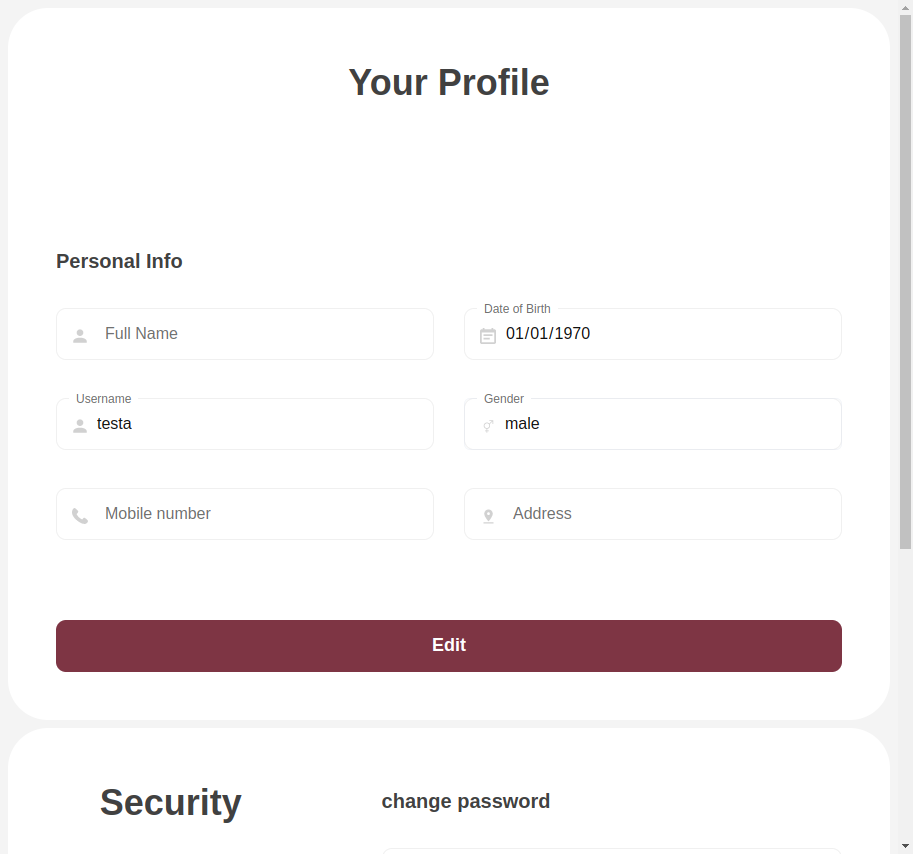 Your Profile
Personal Info
Full Name
Date of Birth
01/01/1970
Username
testa
Gender
male
Mobile number
Address
Edit
Security
change password